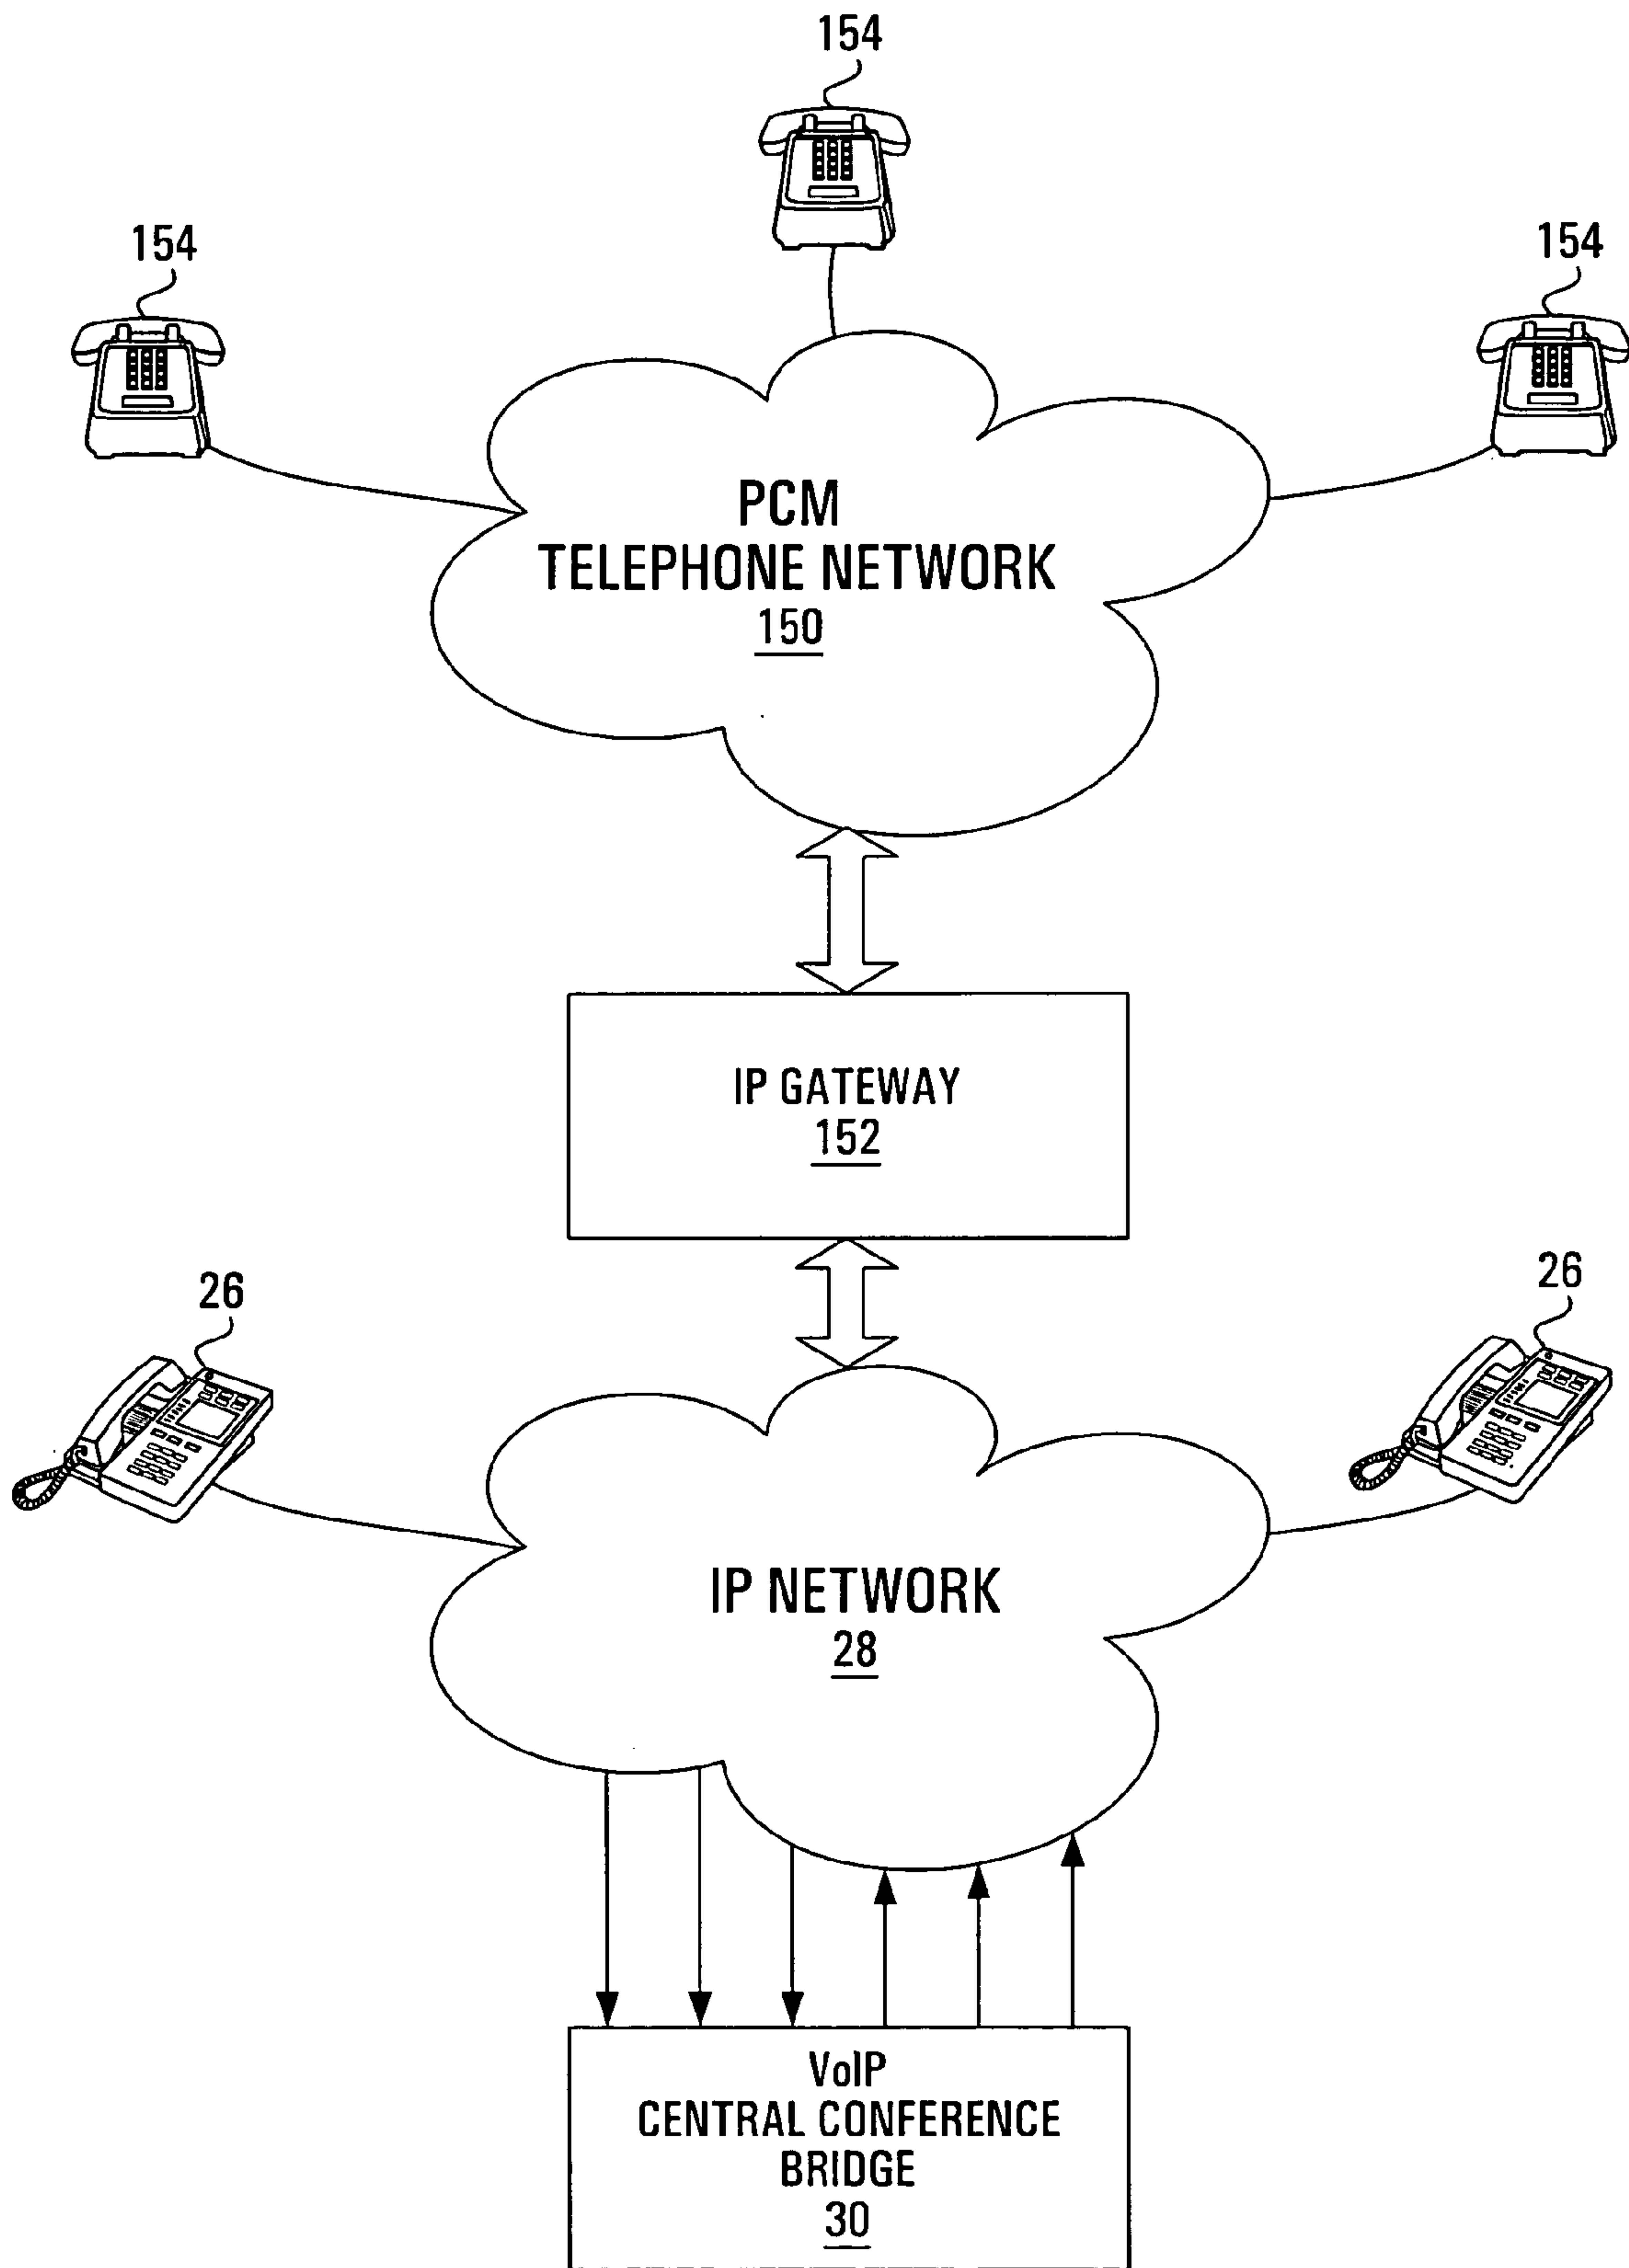 154
154
154
PCM
TELEPHONE NETWORK
150
IP GATEWAY
152
26
26
IP NETWORK
28
VoIP
CENTRAL CONFERENCE
BRIDGE
30